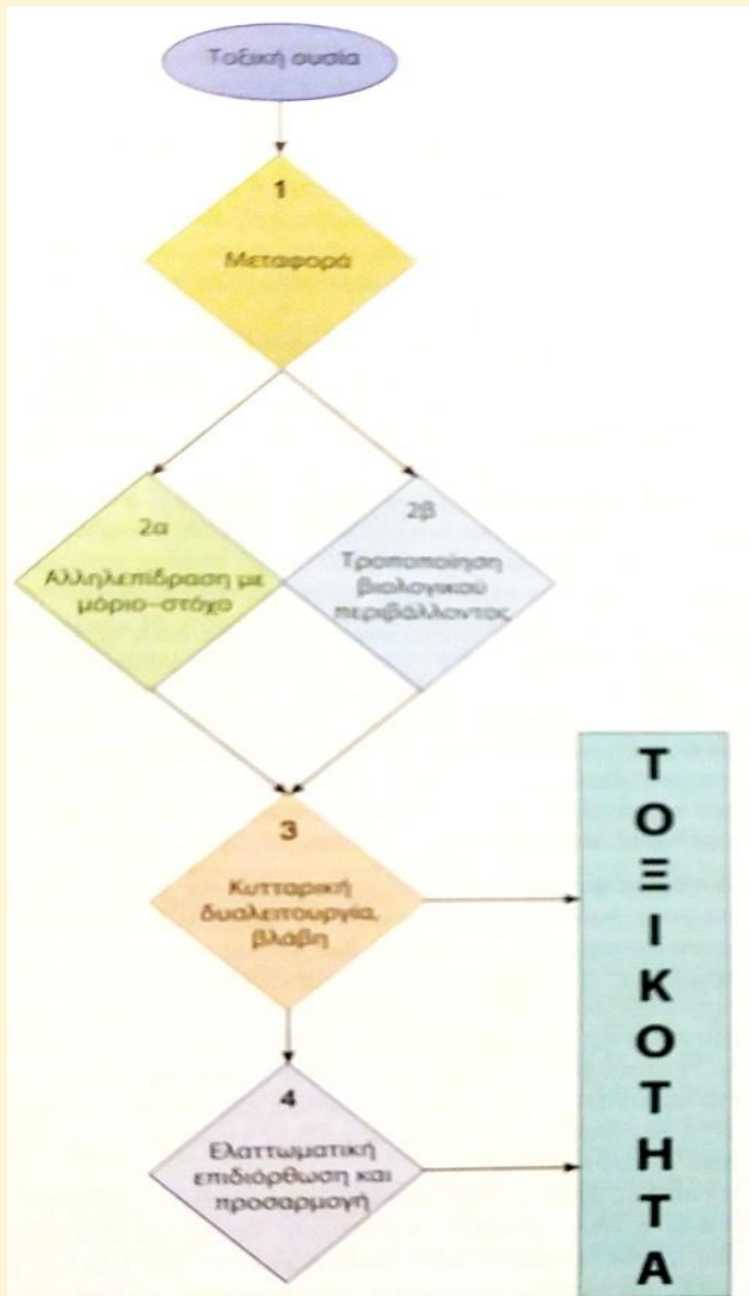 Τοξική ουσία
1
Μεταφορά
2α
Αλληλεπίδραση με
μόριο–στόχο
2β
Τροποποίηση
βιολογικού
περιβάλλοντος
3
Κυτταρική
δυσλειτουργία,
βλάβη
4
Ελαττωματική
επιδιόρθωση και
προσαρμογή
Τ
Ο
Ξ
Ι
Κ
Ο
Τ
Η
Τ
Α